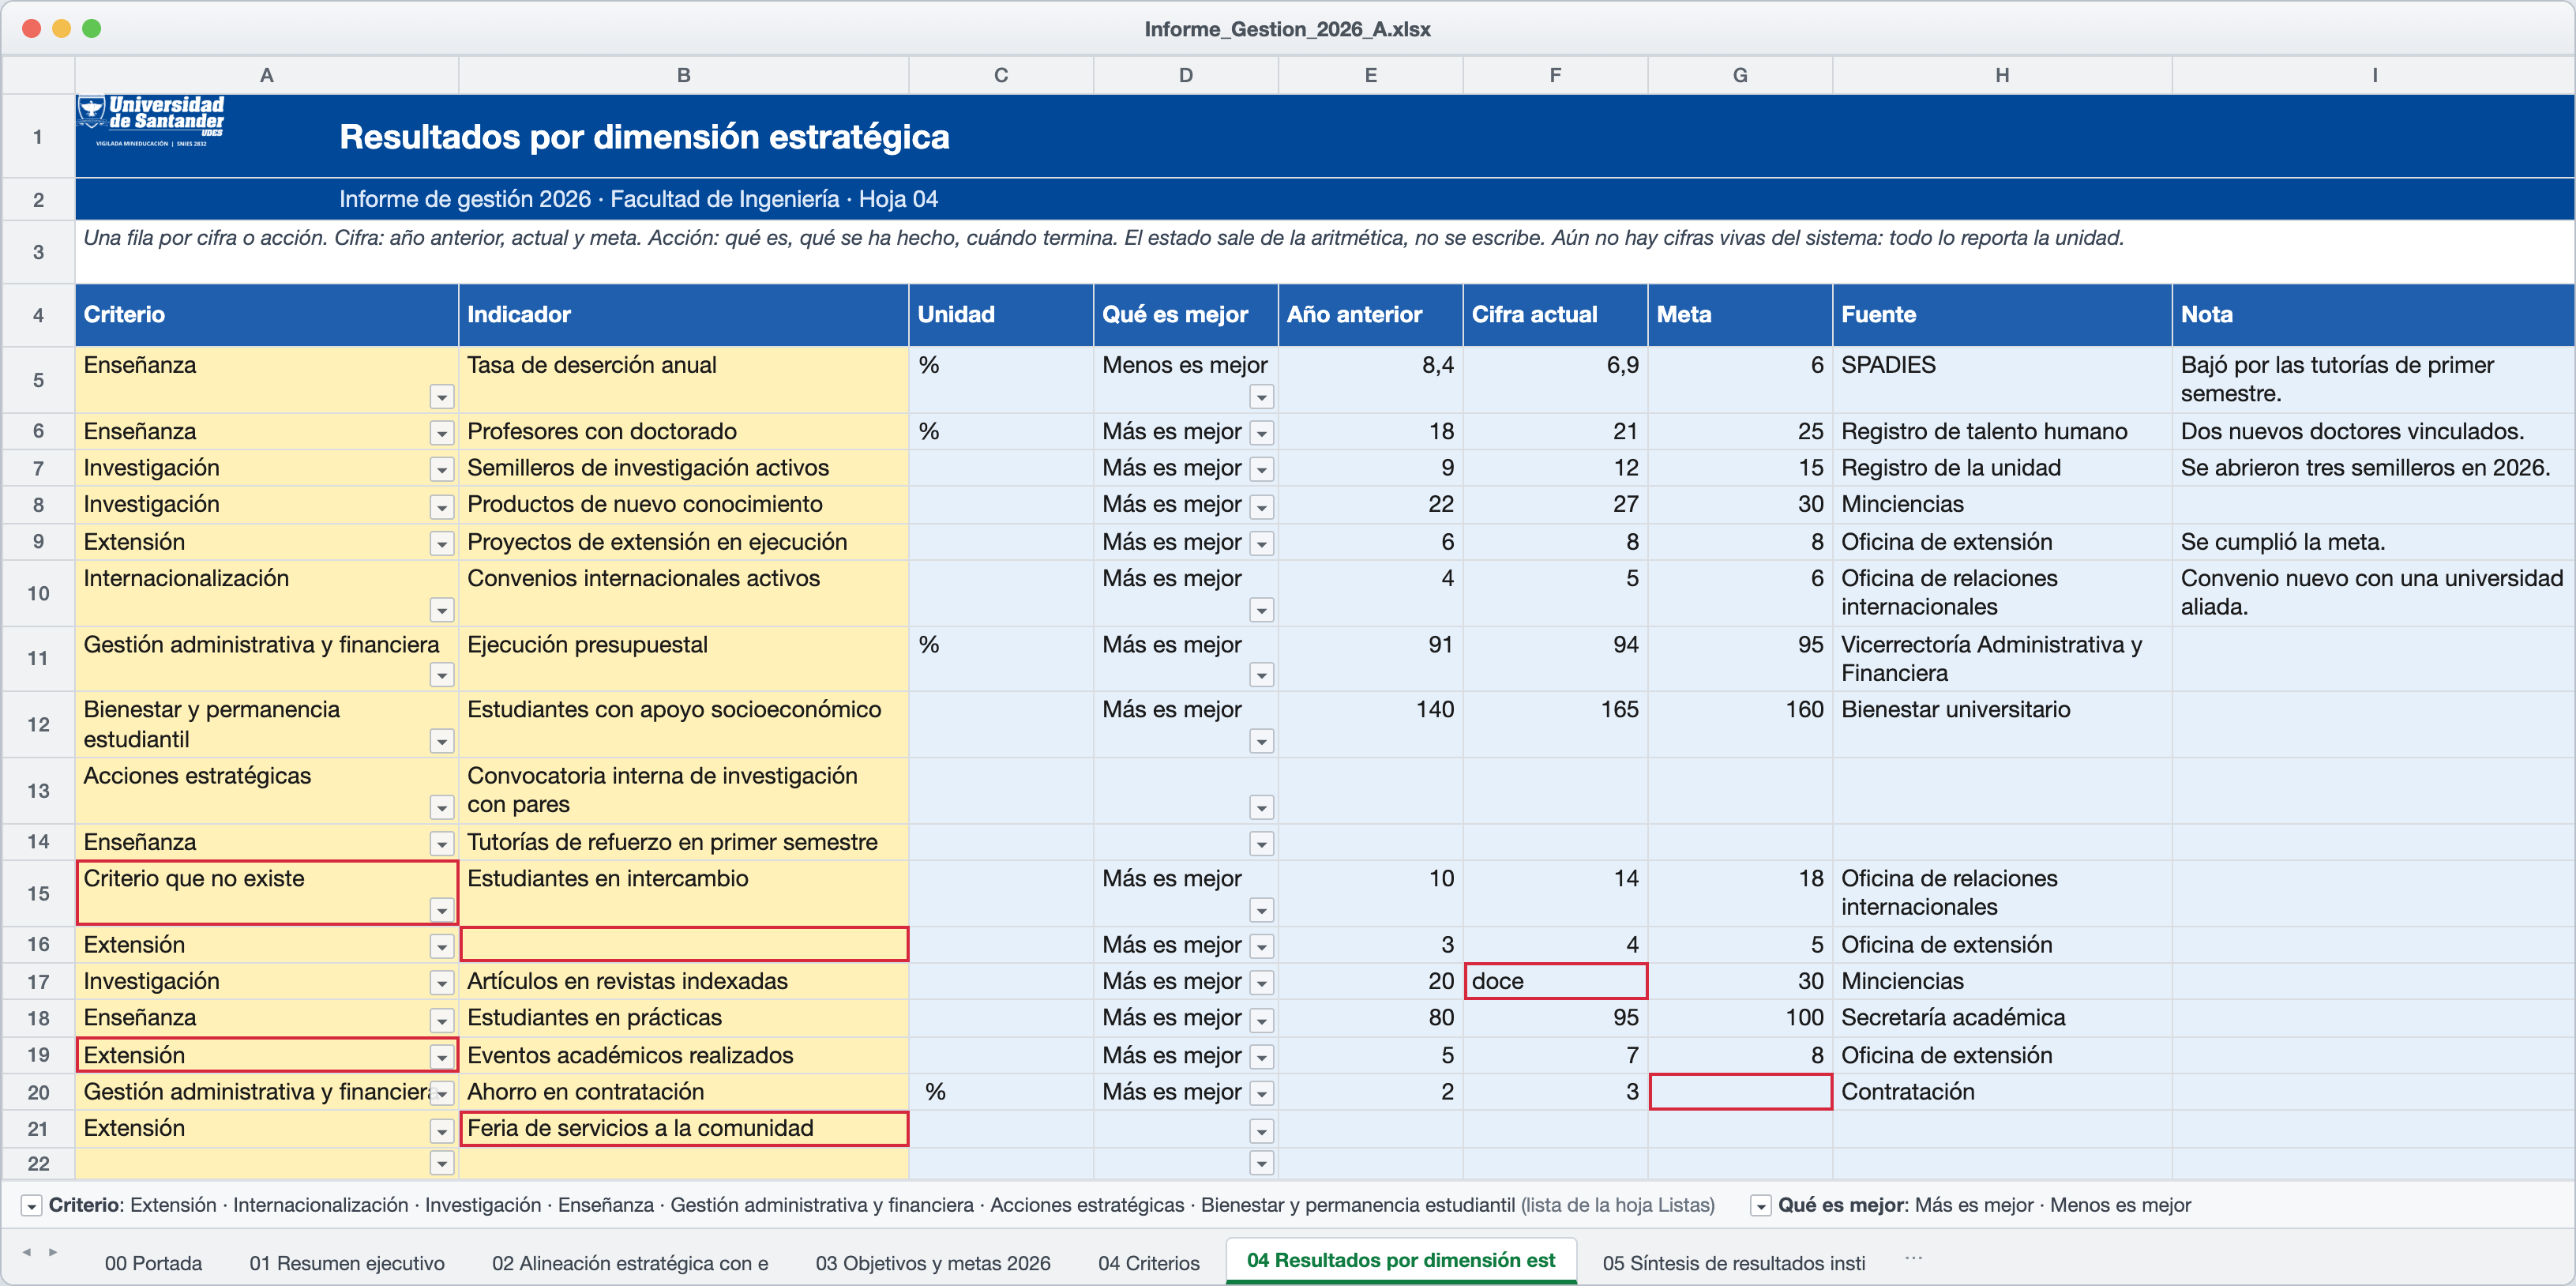 Informe_Gestion_2026_A.xlsx
A B C D E F G H I
1 Universidad
de Santander
UDES
VIGILADA MINEDUCACIÓN | SNIES 2832
Resultados por dimensión estratégica
2 Informe de gestión 2026 · Facultad de Ingeniería · Hoja 04
3 Una fila por cifra o acción. Cifra: año anterior, actual y meta. Acción: qué es, qué se ha hecho, cuándo termina. El estado sale de la aritmética, no se escribe. Aún no hay cifras vivas del sistema: todo lo reporta la unidad.
4 Criterio Indicador Unidad Qué es mejor Año anterior Cifra actual Meta Fuente Nota
5 Enseñanza Tasa de deserción anual % Menos es mejor 8,4 6,9 6 SPADIES Bajó por las tutorías de primer
semestre.
6 Enseñanza Profesores con doctorado % Más es mejor 18 21 25 Registro de talento humano Dos nuevos doctores vinculados.
7 Investigación Semilleros de investigación activos Más es mejor 9 12 15 Registro de la unidad Se abrieron tres semilleros en 2026.
8 Investigación Productos de nuevo conocimiento Más es mejor 22 27 30 Minciencias
9 Extensión Proyectos de extensión en ejecución Más es mejor 6 8 8 Oficina de extensión Se cumplió la meta.
10 Internacionalización Convenios internacionales activos Más es mejor 4 5 6 Oficina de relaciones Convenio nuevo con una universidad
internacionales aliada.
11 Gestión administrativa y financiera Ejecución presupuestal % Más es mejor 91 94 95 Vicerrectoría Administrativa y
Financiera
12 Bienestar y permanencia Estudiantes con apoyo socioeconómico Más es mejor 140 165 160 Bienestar universitario
estudiantil
13 Acciones estratégicas Convocatoria interna de investigación
con pares
14 Enseñanza Tutorías de refuerzo en primer semestre
15 Criterio que no existe Estudiantes en intercambio Más es mejor 10 14 18 Oficina de relaciones
internacionales
16 Extensión Más es mejor 3 4 5 Oficina de extensión
17 Investigación Artículos en revistas indexadas Más es mejor 20 doce 30 Minciencias
18 Enseñanza Estudiantes en prácticas Más es mejor 80 95 100 Secretaría académica
19 Extensión Eventos académicos realizados Más es mejor 5 7 8 Oficina de extensión
20 Gestión administrativa y financiera Ahorro en contratación % Más es mejor 2 3 Contratación
21 Extensión Feria de servicios a la comunidad
22
Criterio: Extensión · Internacionalización · Investigación · Enseñanza · Gestión administrativa y financiera · Acciones estratégicas · Bienestar y permanencia estudiantil (lista de la hoja Listas) Qué es mejor: Más es mejor · Menos es mejor
00 Portada 01 Resumen ejecutivo 02 Alineación estratégica con e 03 Objetivos y metas 2026 04 Criterios 04 Resultados por dimensión est 05 Síntesis de resultados insti ...